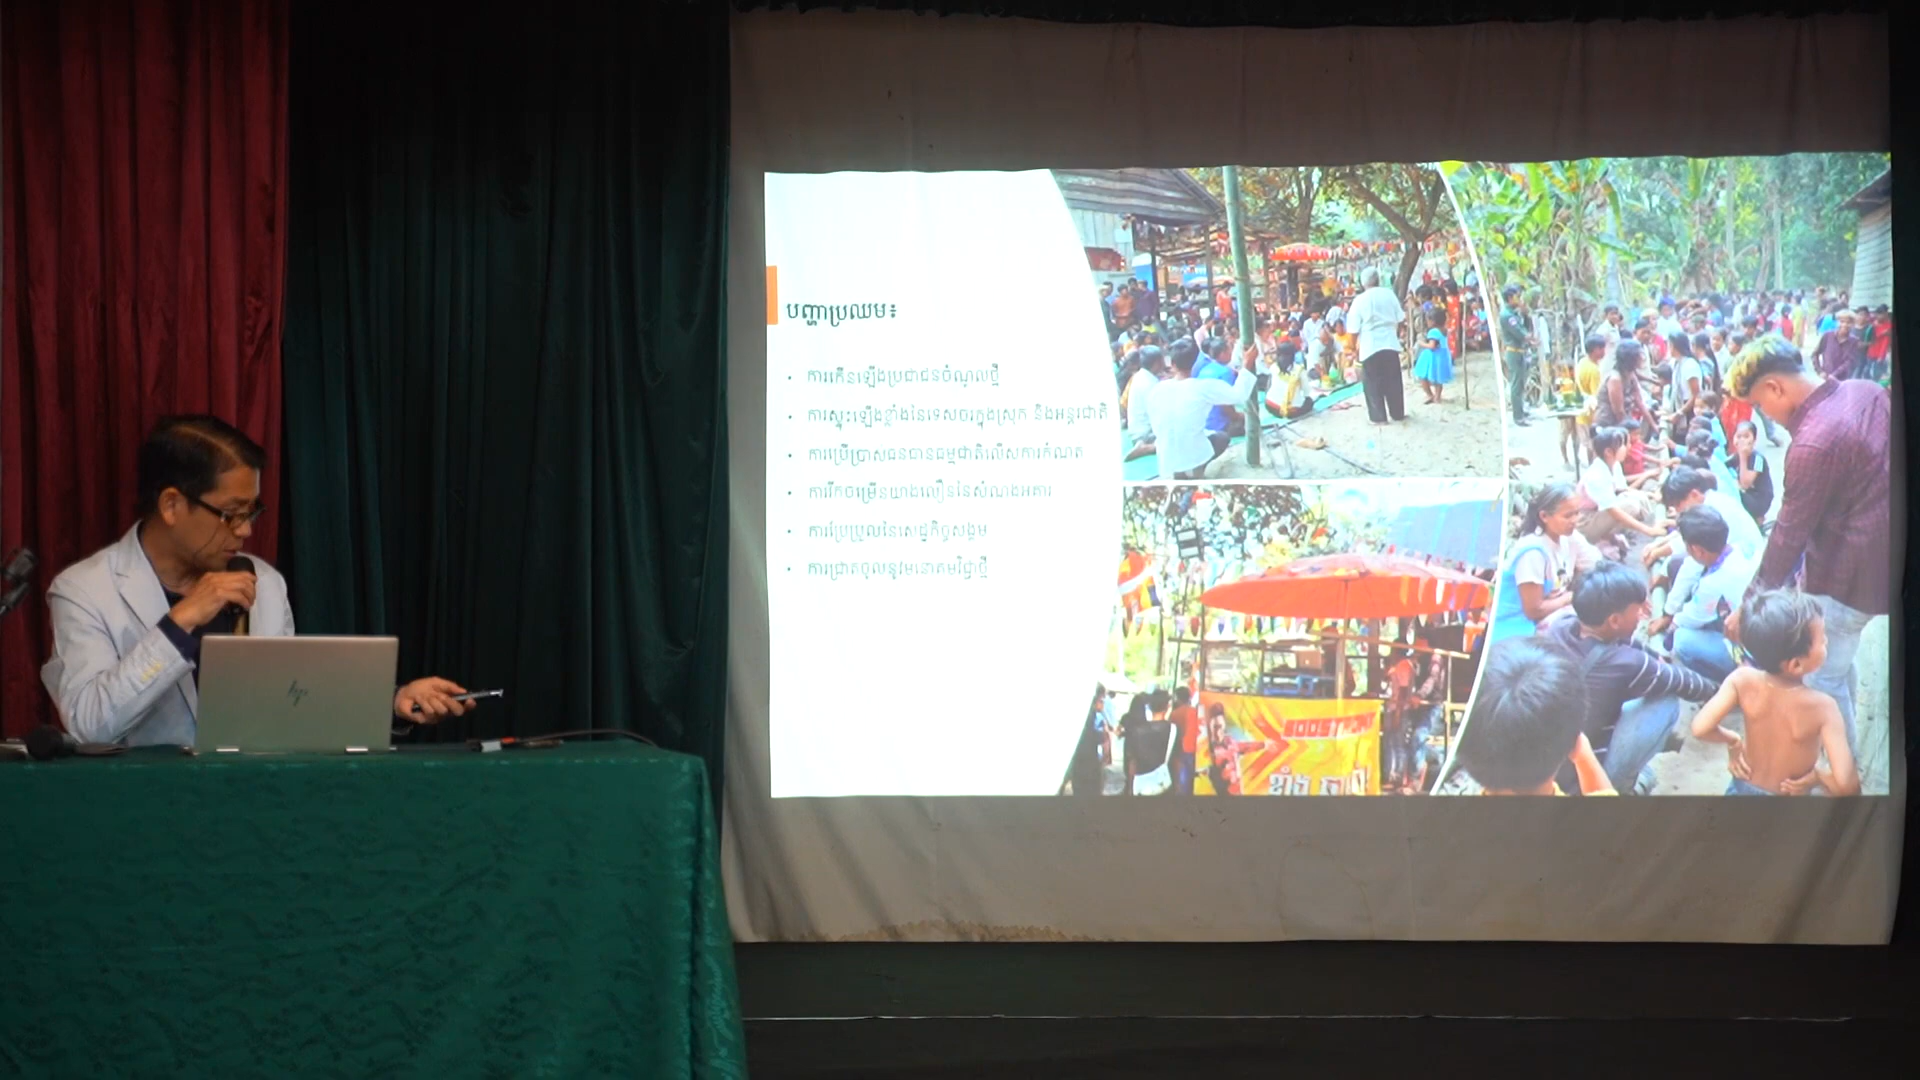 បញ្ហាប្រឈម៖
• ការកើនឡើងប្រជាជនចំណូលថ្មី
• ការស្ទុះឡើងខ្លាំងនៃទេសចរក្នុងស្រុក និងអន្តរជាតិ
• ការប្រើប្រាស់ធនធានធម្មជាតិលើសការកំណត់
• ការរីកចម្រើនយ៉ាងលឿននៃសំណង់អគារ
• ការប្រែប្រួលនៃសេដ្ឋកិច្ចសង្គម
• ការជ្រាតចូលនូវមនោគមវិជ្ជាថ្មី
hp
BOOST
ខ្លាំង